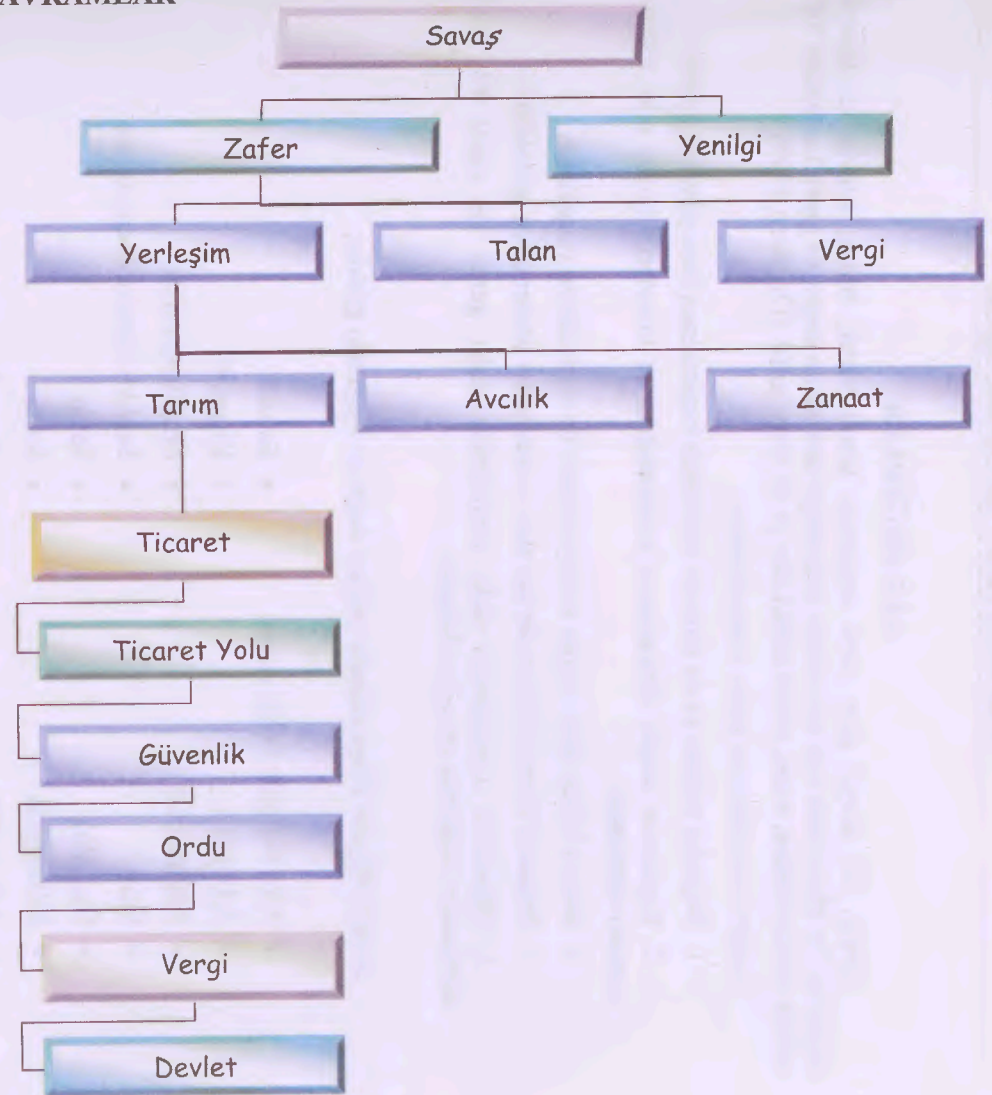 Savaş
Zafer
Yenilgi
Yerleşim
Talan
Vergi
Tarım
Avcılık
Zanaat
Ticaret
Ticaret Yolu
Güvenlik
Ordu
Vergi
Devlet